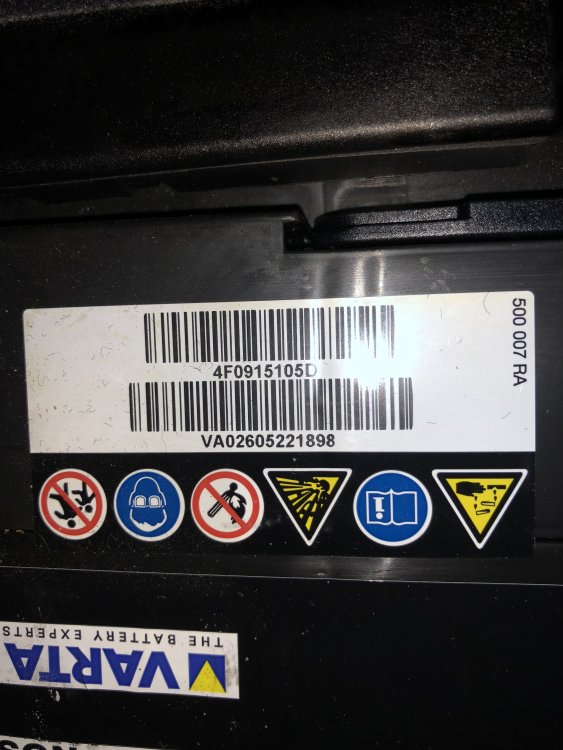 500 007 RA
4F0915105D
VA02605221898
THE BATTERY EXPERTS
VARTA